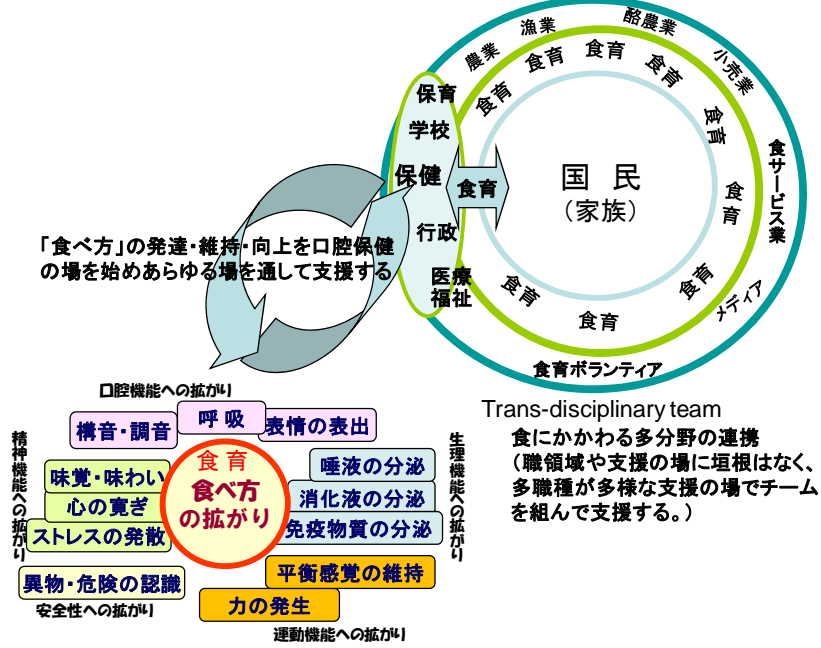 農業
漁業
酪農業
小売業
食サービス業
メディア
食育ボランティア
食育
食育
食育
食育
食育
食育
食育
食育
食育
保育
学校
保健
行政
医療
福祉
食育
国 民
(家族)
「食べ方」の発達・維持・向上を口腔保健
の場を始めあらゆる場を通して支援する
Trans-disciplinary team
食にかかわる多分野の連携
(職領域や支援の場に垣根はなく、
多職種が多様な支援の場でチーム
を組んで支援する。)
口腔機能への拡がり
構音・調音
呼吸
表情の表出
精神機能への拡がり
味覚・味わい
心の寛ぎ
ストレスの発散
食育
食べ方
の拡がり
唾液の分泌
消化液の分泌
免疫物質の分泌
生理機能への拡がり
異物・危険の認識
安全性への拡がり
平衡感覚の維持
力の発生
運動機能への拡がり